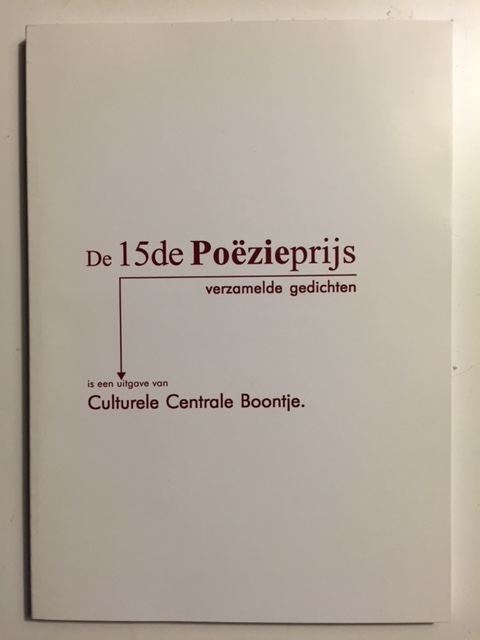 De 15de Poëzieprijs
verzamelde gedichten
is een uitgave van
Culturele Centrale Boontje.